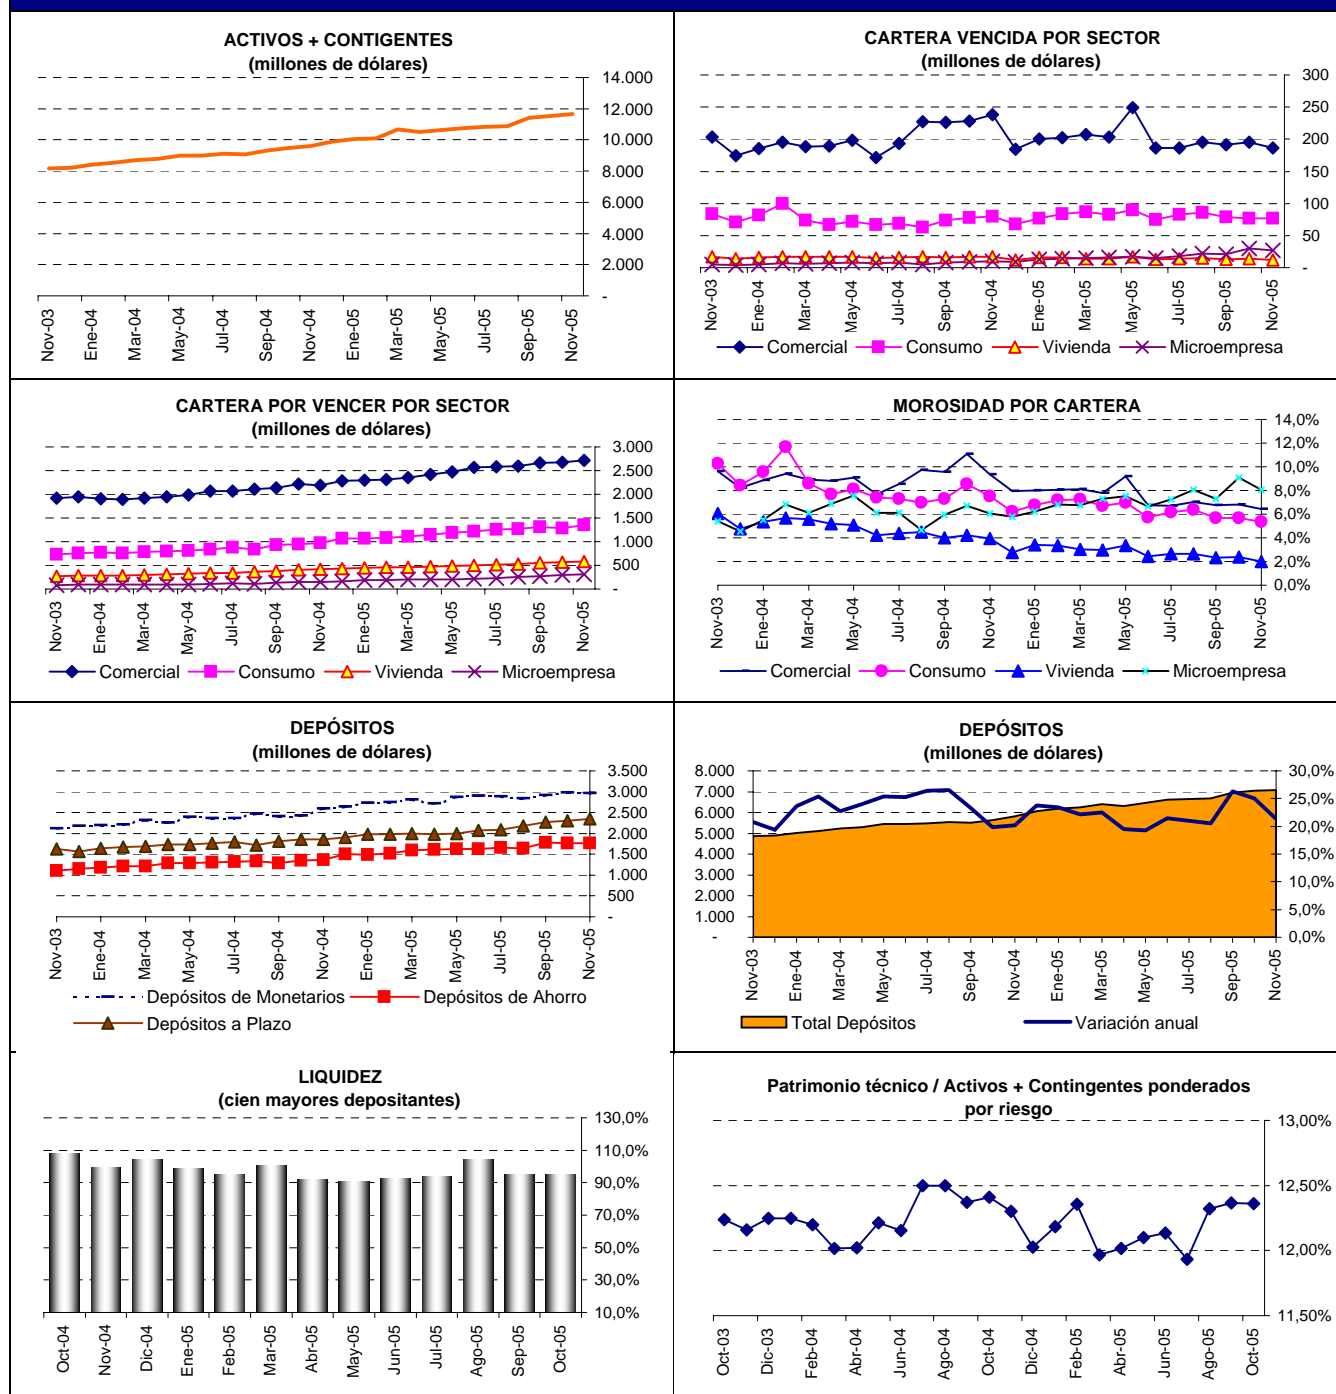 ACTIVOS + CONTIGENTES
(millones de dólares)
14.000
12.000
10.000
8.000
6.000
4.000
2.000
-
Nov-03
Ene-04
Mar-04
May-04
Jul-04
Sep-04
Nov-04
Ene-05
Mar-05
May-05
Jul-05
Sep-05
Nov-05
CARTERA VENCIDA POR SECTOR
(millones de dólares)
300
250
200
150
100
50
-
Nov-03
Ene-04
Mar-04
May-04
Jul-04
Sep-04
Nov-04
Ene-05
Mar-05
May-05
Jul-05
Sep-05
Nov-05
Comercial Consumo Vivienda Microempresa
CARTERA POR VENCER POR SECTOR
(millones de dólares)
3.000
2.500
2.000
1.500
1.000
500
-
Nov-03
Ene-04
Mar-04
May-04
Jul-04
Sep-04
Nov-04
Ene-05
Mar-05
May-05
Jul-05
Sep-05
Nov-05
Comercial Consumo Vivienda Microempresa
MOROSIDAD POR CARTERA
14,0%
12,0%
10,0%
8,0%
6,0%
4,0%
2,0%
0,0%
Nov-03
Ene-04
Mar-04
May-04
Jul-04
Sep-04
Nov-04
Ene-05
Mar-05
May-05
Jul-05
Sep-05
Nov-05
Comercial Consumo Vivienda Microempresa
DEPÓSITOS
(millones de dólares)
3.500
3.000
2.500
2.000
1.500
1.000
500
-
Nov-03
Ene-04
Mar-04
May-04
Jul-04
Sep-04
Nov-04
Ene-05
Mar-05
May-05
Jul-05
Sep-05
Nov-05
Depósitos de Monetarios Depósitos de Ahorro
Depósitos a Plazo
DEPÓSITOS
(millones de dólares)
8.000
7.000
6.000
5.000
4.000
3.000
2.000
1.000
-
30,0%
25,0%
20,0%
15,0%
10,0%
5,0%
0,0%
Nov-03
Ene-04
Mar-04
May-04
Jul-04
Sep-04
Nov-04
Ene-05
Mar-05
May-05
Jul-05
Sep-05
Nov-05
Total Depósitos Variación anual
LIQUIDEZ
(cien mayores depositantes)
130,0%
110,0%
90,0%
70,0%
50,0%
30,0%
10,0%
Oct-04
Nov-04
Dic-04
Ene-05
Feb-05
Mar-05
Abr-05
May-05
Jun-05
Jul-05
Ago-05
Sep-05
Oct-05
Patrimonio técnico / Activos + Contingentes ponderados
por riesgo
13,00%
12,50%
12,00%
11,50%
Oct-03
Dic-03
Feb-04
Abr-04
Jun-04
Ago-04
Oct-04
Dic-04
Feb-05
Abr-05
Jun-05
Ago-05
Oct-05